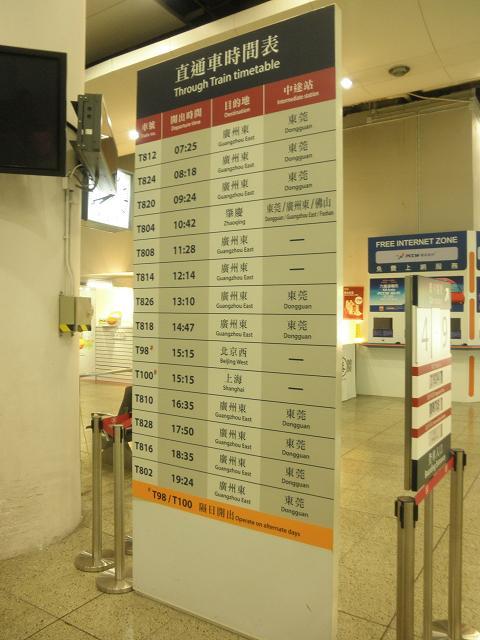 直通車時間表
Through Train timetable
車號 開出時間 目的地 中途站
Train no. Departure time Destination Intermediate station
T812 07:25 廣州東 東莞
Guangzhou East Dongguan
T824 08:18 廣州東 東莞
Guangzhou East Dongguan
T820 09:24 廣州東 東莞
Guangzhou East Dongguan
T804 10:42 肇慶 東莞/廣州東/佛山
Zhaoqing Dongguan / Guangzhou East / Foshan
T808 11:28 廣州東 —
Guangzhou East
T814 12:14 廣州東 —
Guangzhou East
T826 13:10 廣州東 東莞
Guangzhou East Dongguan
T818 14:47 廣州東 東莞
Guangzhou East Dongguan
T98# 15:15 北京西 —
Beijing West
T100# 15:15 上海 —
Shanghai
T810 16:35 廣州東 東莞
Guangzhou East Dongguan
T828 17:50 廣州東 東莞
Guangzhou East Dongguan
T816 18:35 廣州東 東莞
Guangzhou East Dongguan
T802 19:24 廣州東 東莞
Guangzhou East Dongguan
# T98 / T100 隔日開出 Operate on alternate days
FREE INTERNET ZONE
PCCW
免費上網服務